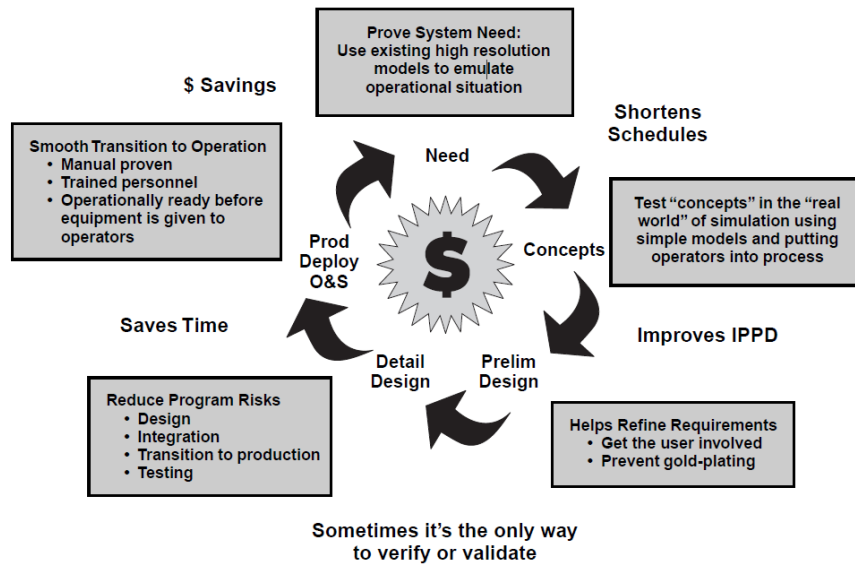 Prove System Need:
Use existing high resolution
models to emulate
operational situation
$ Savings
Shortens
Schedules
Smooth Transition to Operation
• Manual proven
• Trained personnel
• Operationally ready before
equipment is given to
operators
Need
Test “concepts” in the “real
world” of simulation using
simple models and putting
operators into process
Prod
Deploy
O&S
$
Concepts
Saves Time
Improves IPPD
Detail
Design
Prelim
Design
Reduce Program Risks
• Design
• Integration
• Transition to production
• Testing
Helps Refine Requirements
• Get the user involved
• Prevent gold-plating
Sometimes it’s the only way
to verify or validate